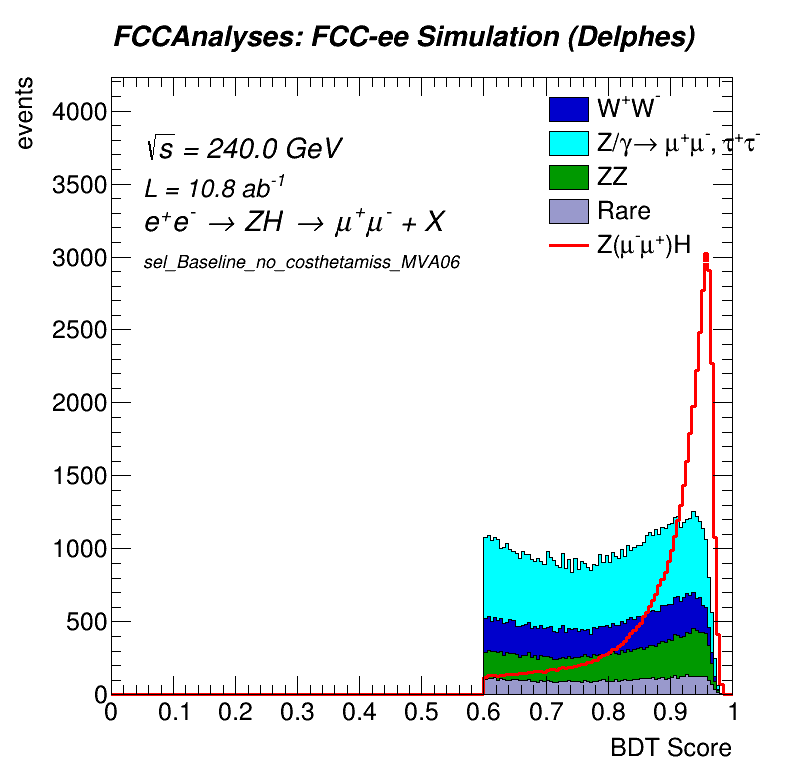 FCCAnalyses: FCC-ee Simulation (Delphes)
events
4000
3500
3000
2500
2000
1500
1000
500
0
√s = 240.0 GeV
L = 10.8 ab⁻¹
e⁺e⁻ → ZH → μ⁺μ⁻ + X
sel_Baseline_no_costhetamiss_MVA06
W⁺W⁻
Z/γ→ μ⁺μ⁻, τ⁺τ⁻
ZZ
Rare
Z(μ⁻μ⁺)H
0 0.1 0.2 0.3 0.4 0.5 0.6 0.7 0.8 0.9 1
BDT Score